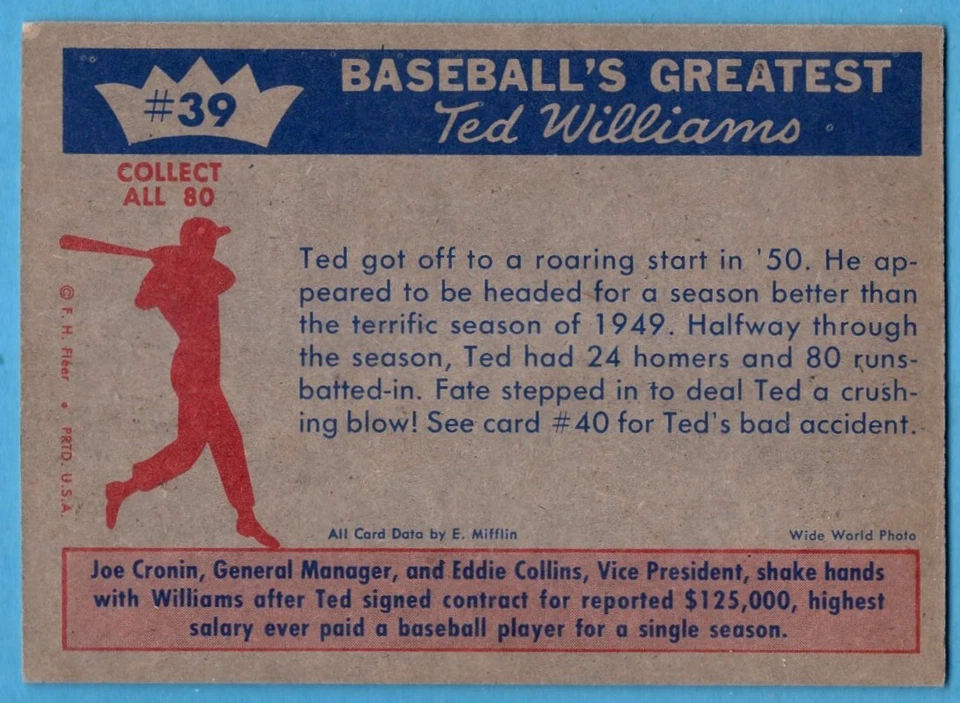 #39
BASEBALL'S GREATEST
Ted Williams
COLLECT
ALL 80
© F. H. Fleer • PRTD. U.S.A.
Ted got off to a roaring start in '50. He ap-
peared to be headed for a season better than
the terrific season of 1949. Halfway through
the season, Ted had 24 homers and 80 runs-
batted-in. Fate stepped in to deal Ted a crush-
ing blow! See card #40 for Ted's bad accident.
All Card Data by E. Mifflin
Wide World Photo
Joe Cronin, General Manager, and Eddie Collins, Vice President, shake hands
with Williams after Ted signed contract for reported $125,000, highest
salary ever paid a baseball player for a single season.